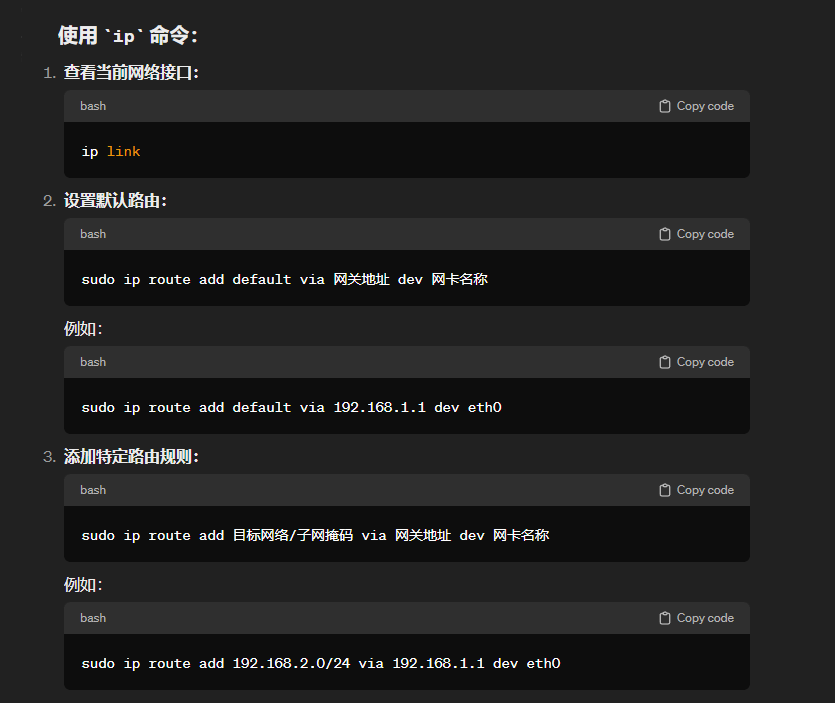 使用 `ip` 命令：
1. 查看当前网络接口：
bash Copy code
ip link
2. 设置默认路由：
bash Copy code
sudo ip route add default via 网关地址 dev 网卡名称
例如：
bash Copy code
sudo ip route add default via 192.168.1.1 dev eth0
3. 添加特定路由规则：
bash Copy code
sudo ip route add 目标网络/子网掩码 via 网关地址 dev 网卡名称
例如：
bash Copy code
sudo ip route add 192.168.2.0/24 via 192.168.1.1 dev eth0